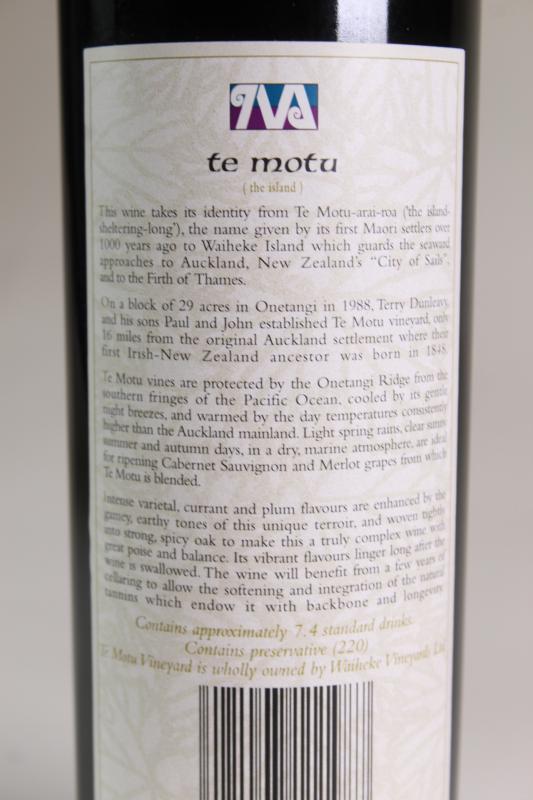 te motu
( the island )
This wine takes its identity from Te Motu-arai-roa ('the island-
sheltering-long'), the name given by its first Maori settlers over
1000 years ago to Waiheke Island which guards the seaward
approaches to Auckland, New Zealand's "City of Sails",
and to the Firth of Thames.
On a block of 29 acres in Onetangi in 1988, Terry Dunleavy
and his sons Paul and John established Te Motu vineyard, only
16 miles from the original Auckland settlement where their
first Irish-New Zealand ancestor was born in 1848.
Te Motu vines are protected by the Onetangi Ridge from the
southern fringes of the Pacific Ocean, cooled by its gentle
night breezes, and warmed by the day temperatures consistently
higher than the Auckland mainland. Light spring rains, clear sunny
summer and autumn days, in a dry, marine atmosphere, are ideal
for ripening Cabernet Sauvignon and Merlot grapes from which
Te Motu is blended.
Intense varietal, currant and plum flavours are enhanced by the
gamey, earthy tones of this unique terroir, and woven tightly
into strong, spicy oak to make this a truly complex wine with
great poise and balance. Its vibrant flavours linger long after the
wine is swallowed. The wine will benefit from a few years of
cellaring to allow the softening and integration of the natural
tannins which endow it with backbone and longevity.
Contains approximately 7.4 standard drinks.
Contains preservative (220)
Te Motu Vineyard is wholly owned by Waiheke Vineyards Ltd